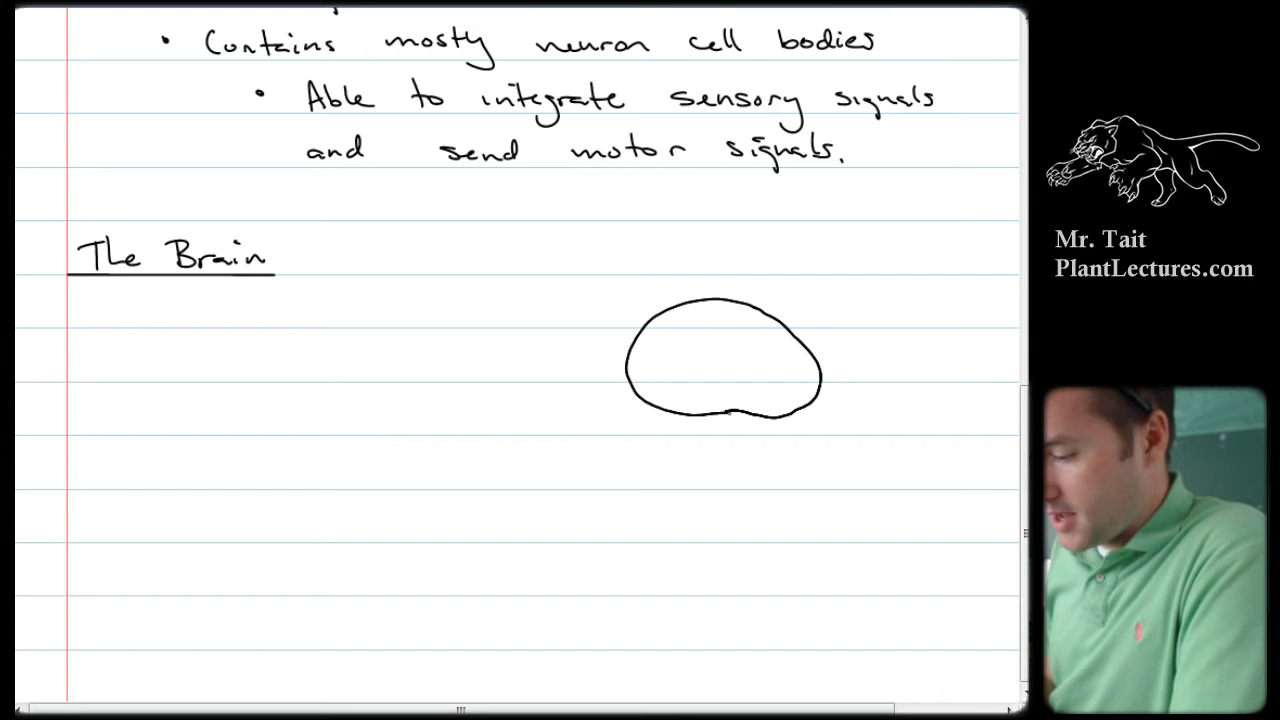 • Contains mosty neuron cell bodies
• Able to integrate sensory signals
and send motor signals.
The Brain
Mr. Tait
PlantLectures.com